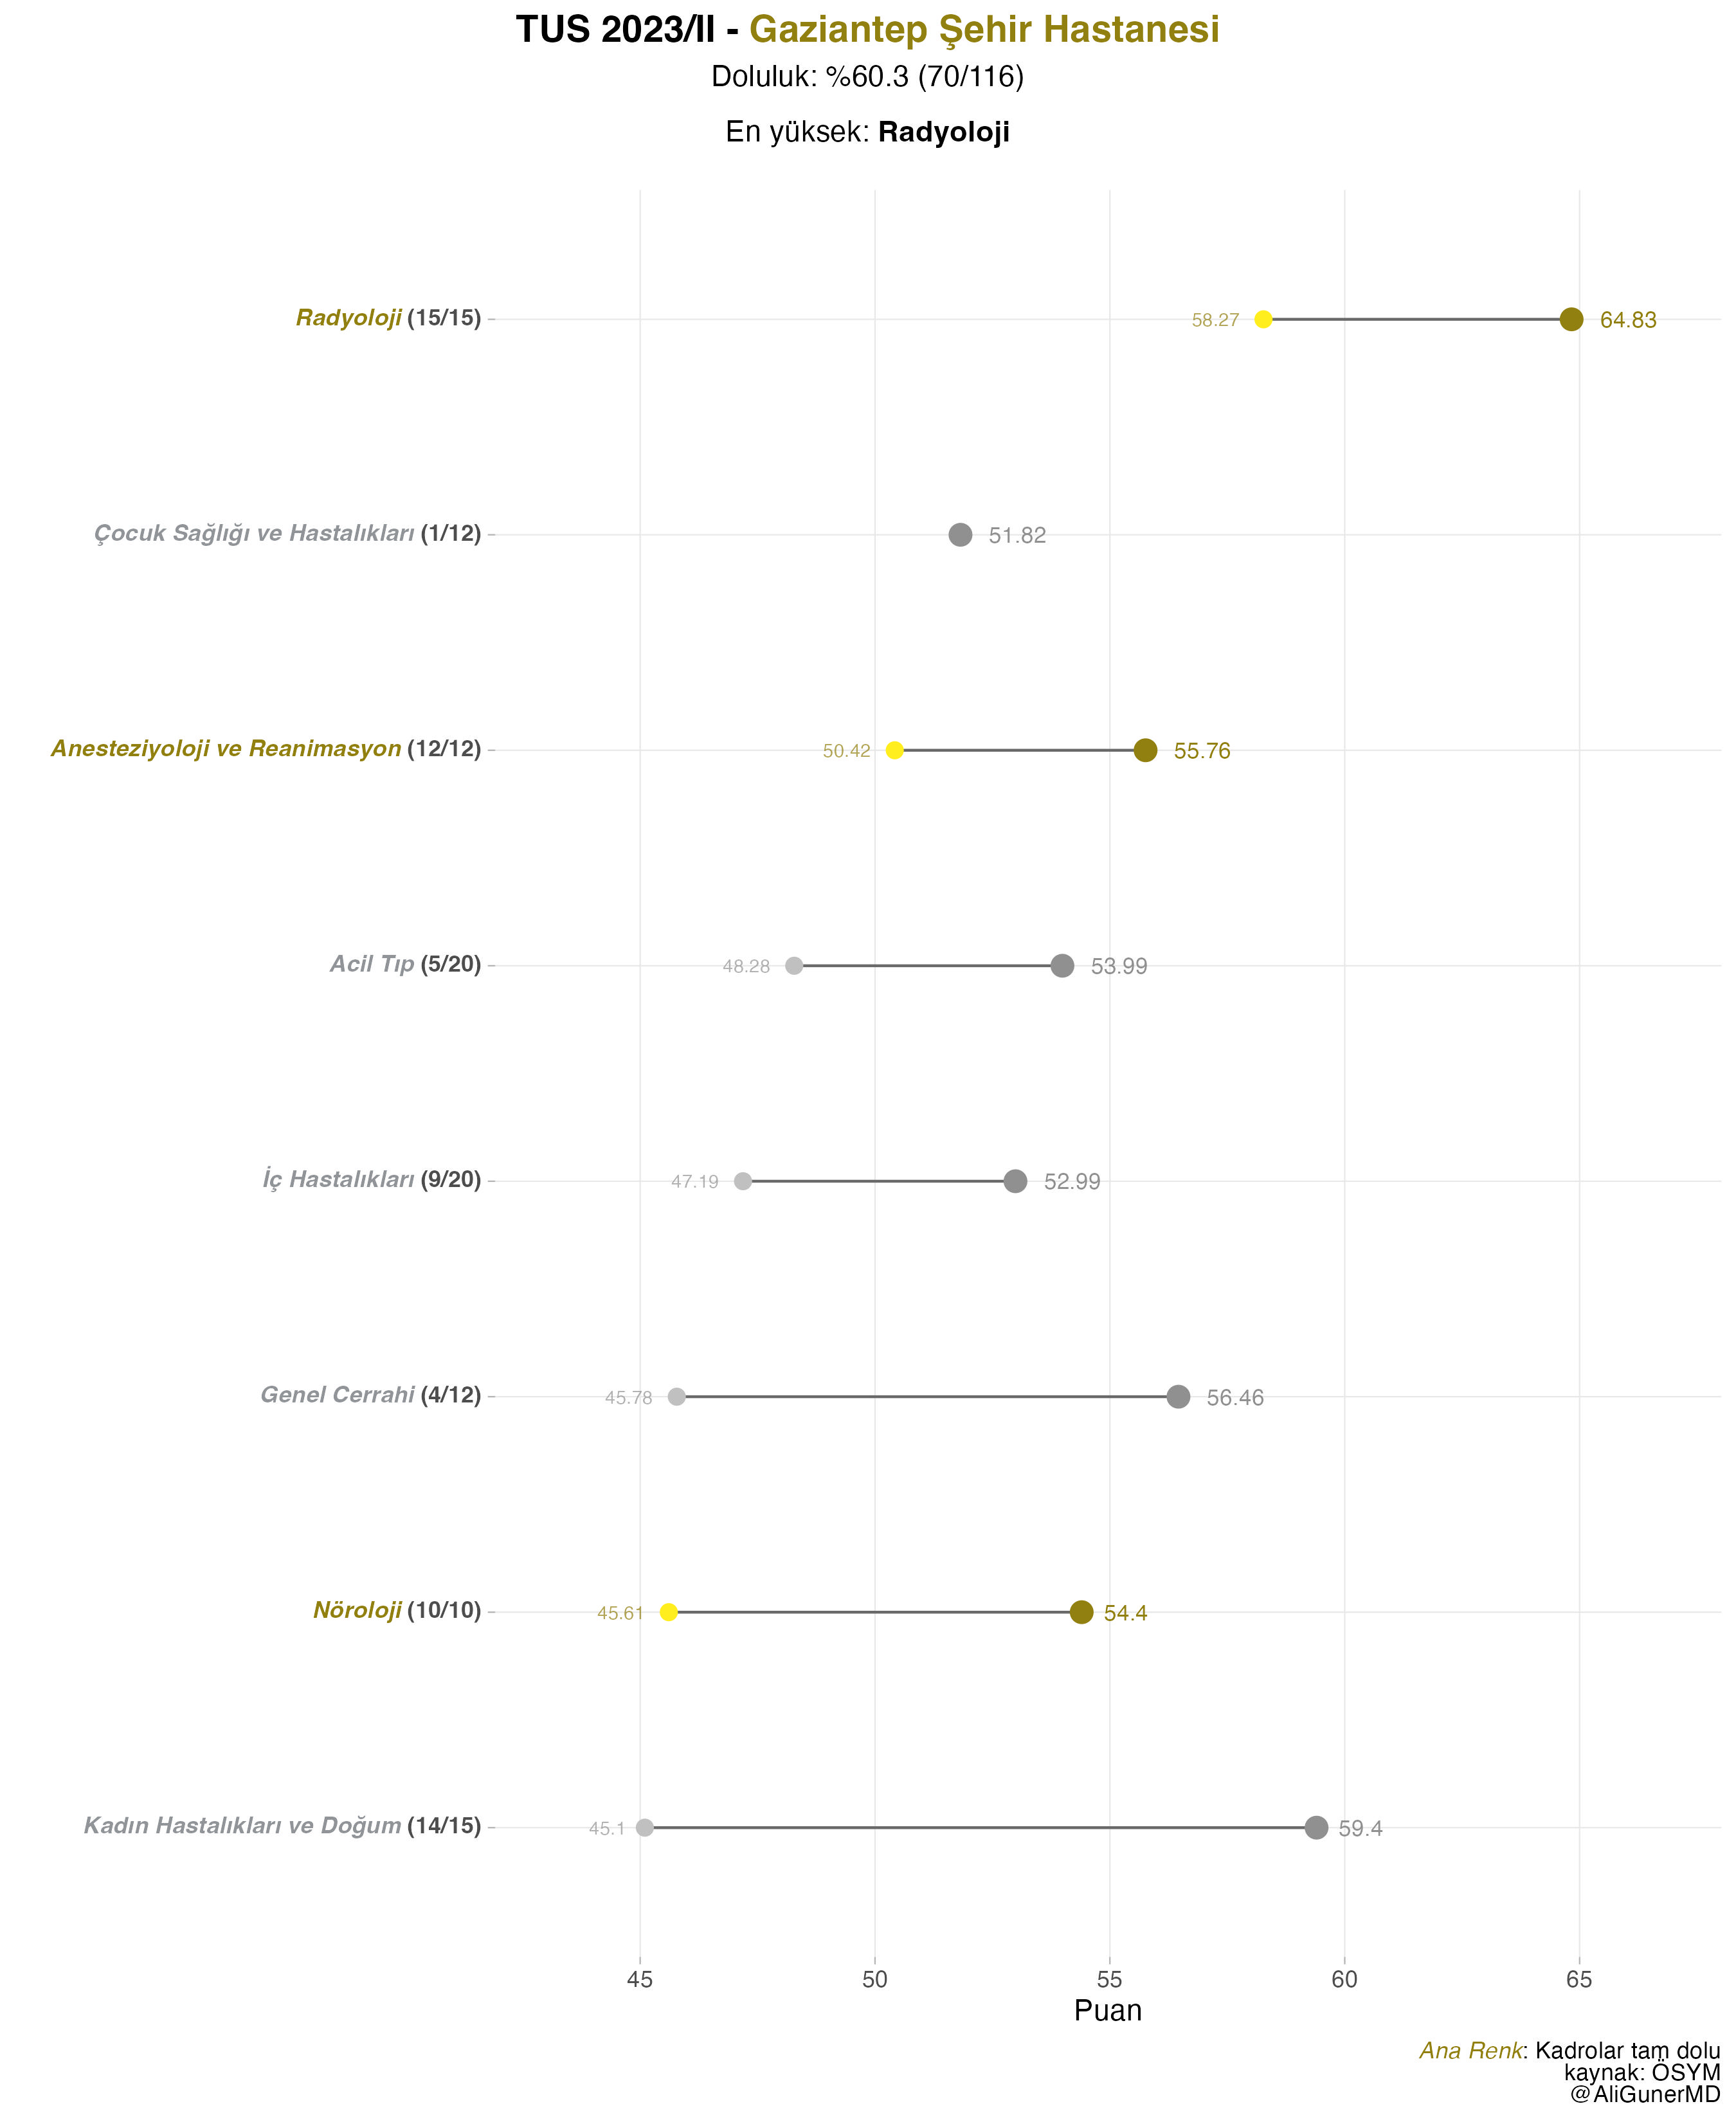 TUS 2023/II - Gaziantep Şehir Hastanesi
Doluluk: %60.3 (70/116)
En yüksek: Radyoloji
Radyoloji (15/15) 58.27 64.83
Çocuk Sağlığı ve Hastalıkları (1/12) 51.82
Anesteziyoloji ve Reanimasyon (12/12) 50.42 55.76
Acil Tıp (5/20) 48.28 53.99
İç Hastalıkları (9/20) 47.19 52.99
Genel Cerrahi (4/12) 45.78 56.46
Nöroloji (10/10) 45.61 54.4
Kadın Hastalıkları ve Doğum (14/15) 45.1 59.4
45 50 55 60 65
Puan
Ana Renk: Kadrolar tam dolu
kaynak: ÖSYM
@AliGunerMD